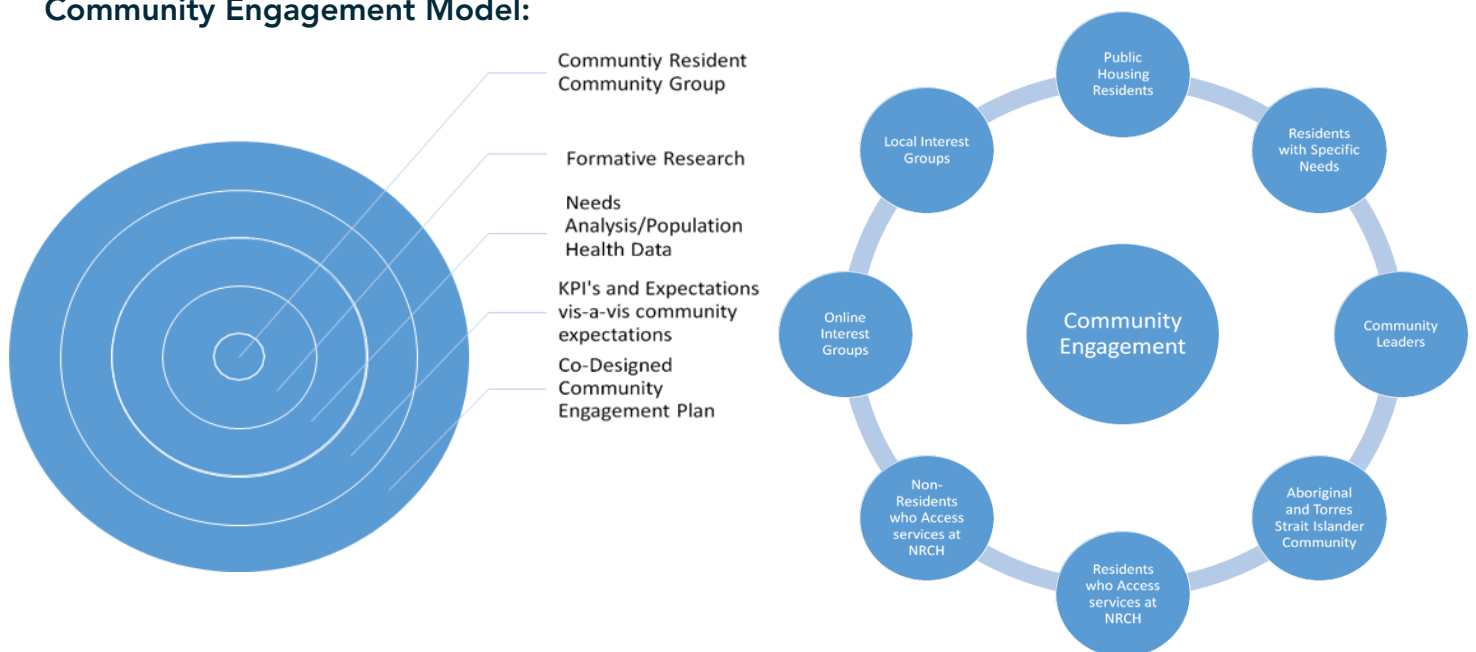 Community Engagement Model:
Communtiy Resident
Community Group
Formative Research
Needs
Analysis/Population
Health Data
KPI's and Expectations
vis-a-vis community
expectations
Co-Designed
Community
Engagement Plan
Public
Housing
Residents
Residents
with Specific
Needs
Community
Leaders
Aboriginal
and Torres
Strait Islander
Community
Residents
who Access
services at
NRCH
Non-
Residents
who Access
services at
NRCH
Online
Interest
Groups
Local Interest
Groups
Community
Engagement